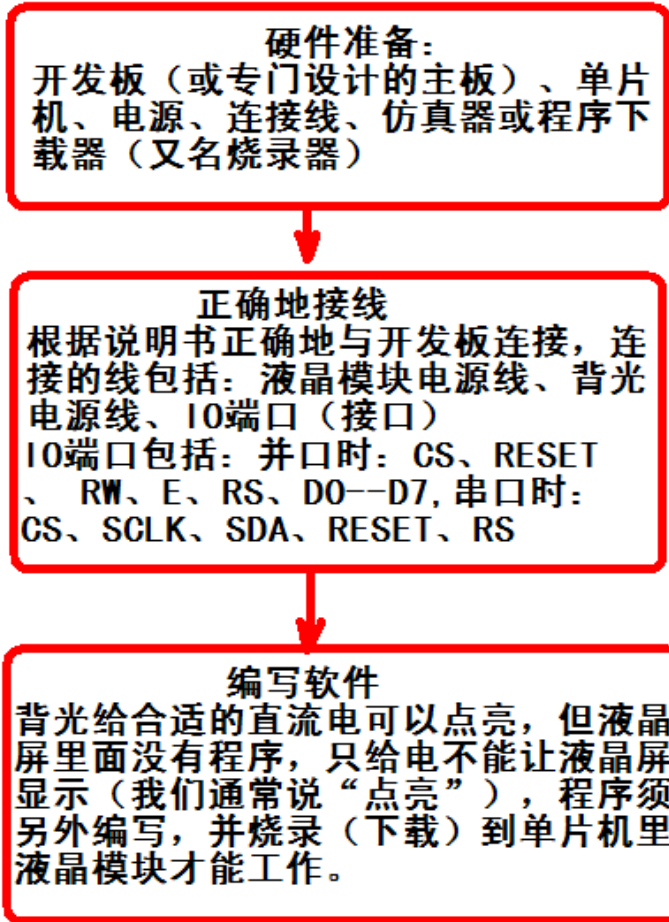 硬件准备：
开发板（或专门设计的主板）、单片
机、电源、连接线、仿真器或程序下
载器（又名烧录器）
正确地接线
根据说明书正确地与开发板连接，连
接的线包括：液晶模块电源线、背光
电源线、IO端口（接口）
IO端口包括：并口时：CS、RESET
、 RW、E、RS、D0--D7,串口时：
CS、SCLK、SDA、RESET、RS
编写软件
背光给合适的直流电可以点亮，但液晶
屏里面没有程序，只给电不能让液晶屏
显示（我们通常说“点亮”），程序须
另外编写，并烧录（下载）到单片机里
液晶模块才能工作。